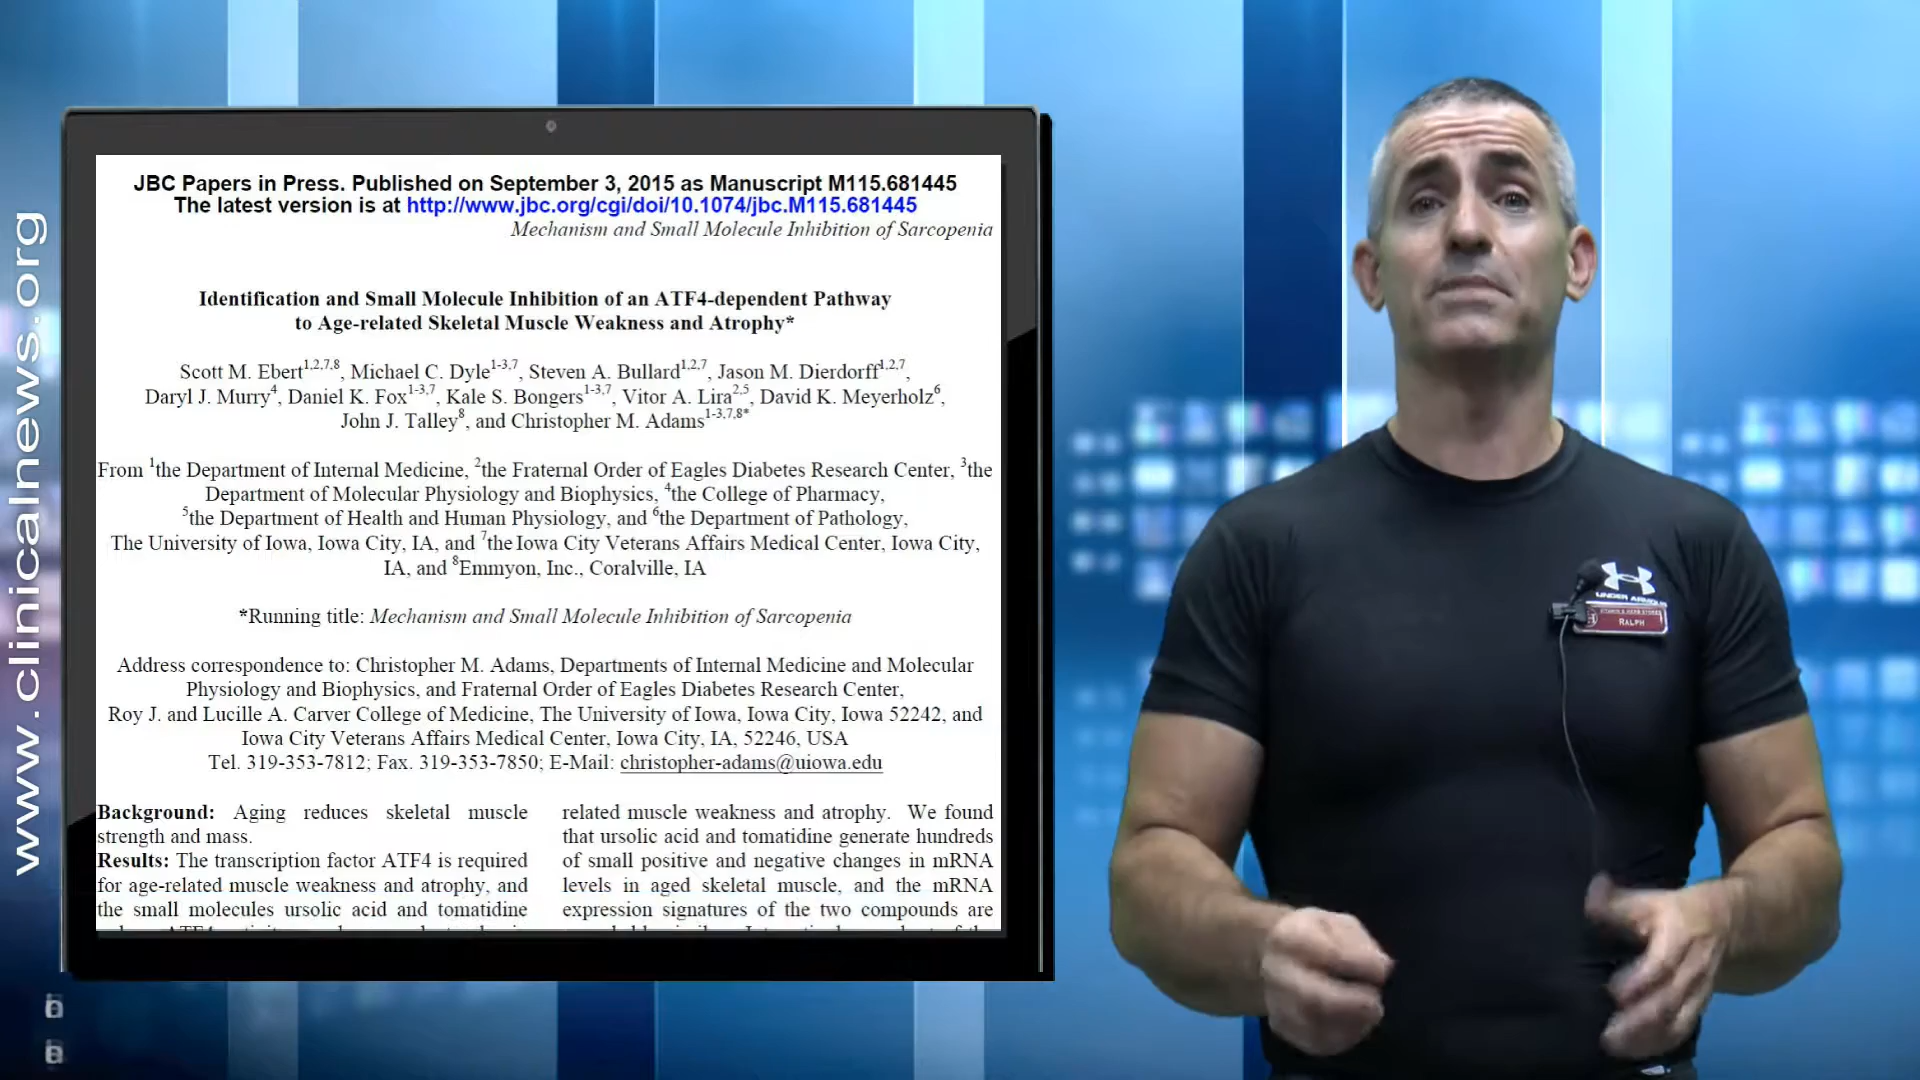 www.clinicalnews.org
JBC Papers in Press. Published on September 3, 2015 as Manuscript M115.681445
The latest version is at http://www.jbc.org/cgi/doi/10.1074/jbc.M115.681445
Mechanism and Small Molecule Inhibition of Sarcopenia
Identification and Small Molecule Inhibition of an ATF4-dependent Pathway
to Age-related Skeletal Muscle Weakness and Atrophy*
Scott M. Ebert1,2,7,8, Michael C. Dyle1-3,7, Steven A. Bullard1,2,7, Jason M. Dierdorff1,2,7,
Daryl J. Murry4, Daniel K. Fox1-3,7, Kale S. Bongers1-3,7, Vitor A. Lira2,5, David K. Meyerholz6,
John J. Talley8, and Christopher M. Adams1-3,7,8*
From 1the Department of Internal Medicine, 2the Fraternal Order of Eagles Diabetes Research Center, 3the
Department of Molecular Physiology and Biophysics, 4the College of Pharmacy,
5the Department of Health and Human Physiology, and 6the Department of Pathology,
The University of Iowa, Iowa City, IA, and 7the Iowa City Veterans Affairs Medical Center, Iowa City,
IA, and 8Emmyon, Inc., Coralville, IA
*Running title: Mechanism and Small Molecule Inhibition of Sarcopenia
Address correspondence to: Christopher M. Adams, Departments of Internal Medicine and Molecular
Physiology and Biophysics, and Fraternal Order of Eagles Diabetes Research Center,
Roy J. and Lucille A. Carver College of Medicine, The University of Iowa, Iowa City, Iowa 52242, and
Iowa City Veterans Affairs Medical Center, Iowa City, IA, 52246, USA
Tel. 319-353-7812; Fax. 319-353-7850; E-Mail: christopher-adams@uiowa.edu
Background: Aging reduces skeletal muscle
strength and mass.
Results: The transcription factor ATF4 is required
for age-related muscle weakness and atrophy, and
the small molecules ursolic acid and tomatidine
related muscle weakness and atrophy. We found
that ursolic acid and tomatidine generate hundreds
of small positive and negative changes in mRNA
levels in aged skeletal muscle, and the mRNA
expression signatures of the two compounds are
UNDER ARMOUR
RALPH